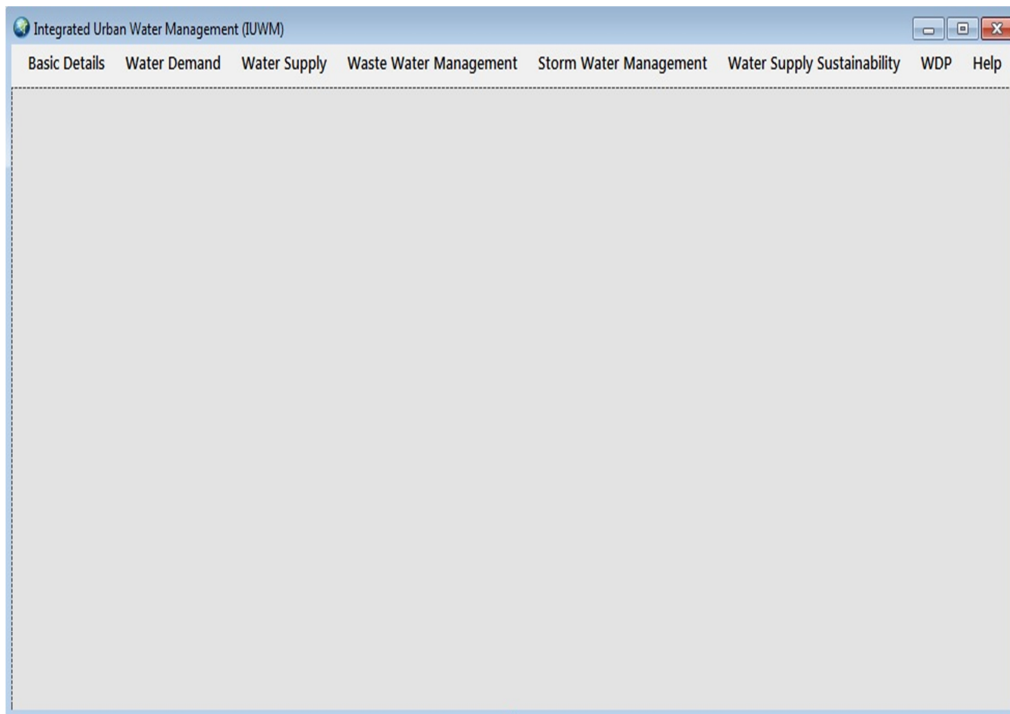 Integrated Urban Water Management (IUWM)
Basic Details Water Demand Water Supply Waste Water Management Storm Water Management Water Supply Sustainability WDP Help